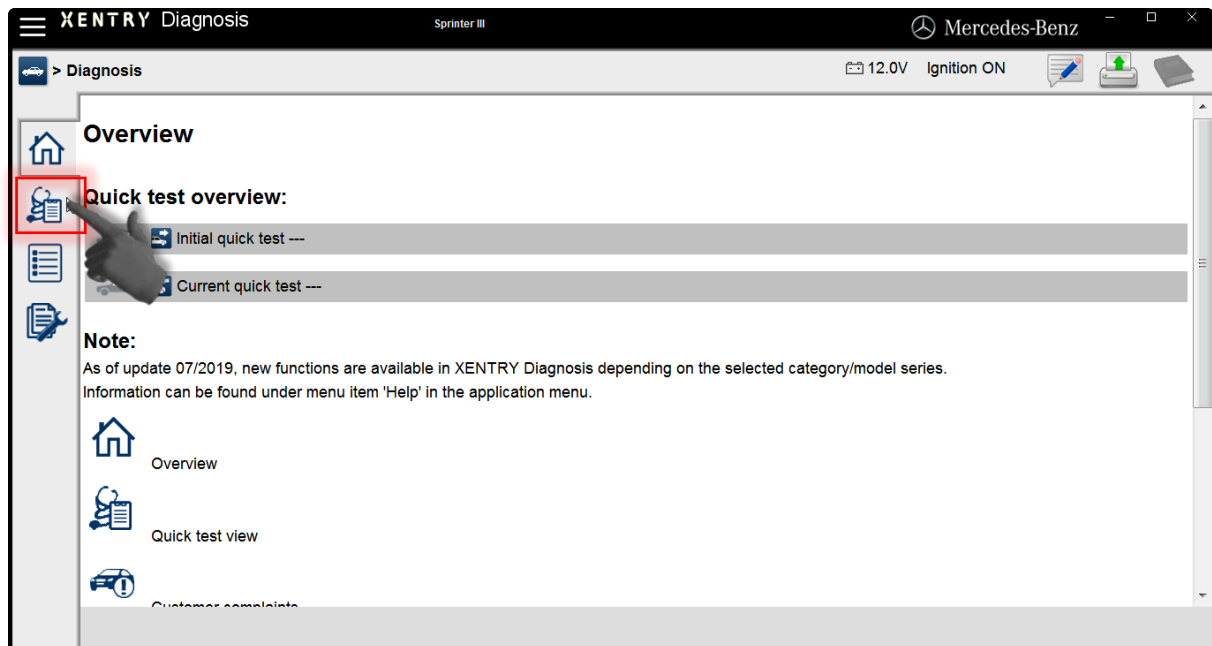 XENTRY Diagnosis
Sprinter III
Mercedes-Benz
> Diagnosis
12.0V Ignition ON
Overview
Quick test overview:
Initial quick test ---
Current quick test ---
Note:
As of update 07/2019, new functions are available in XENTRY Diagnosis depending on the selected category/model series.
Information can be found under menu item 'Help' in the application menu.
Overview
Quick test view
Customer complaints